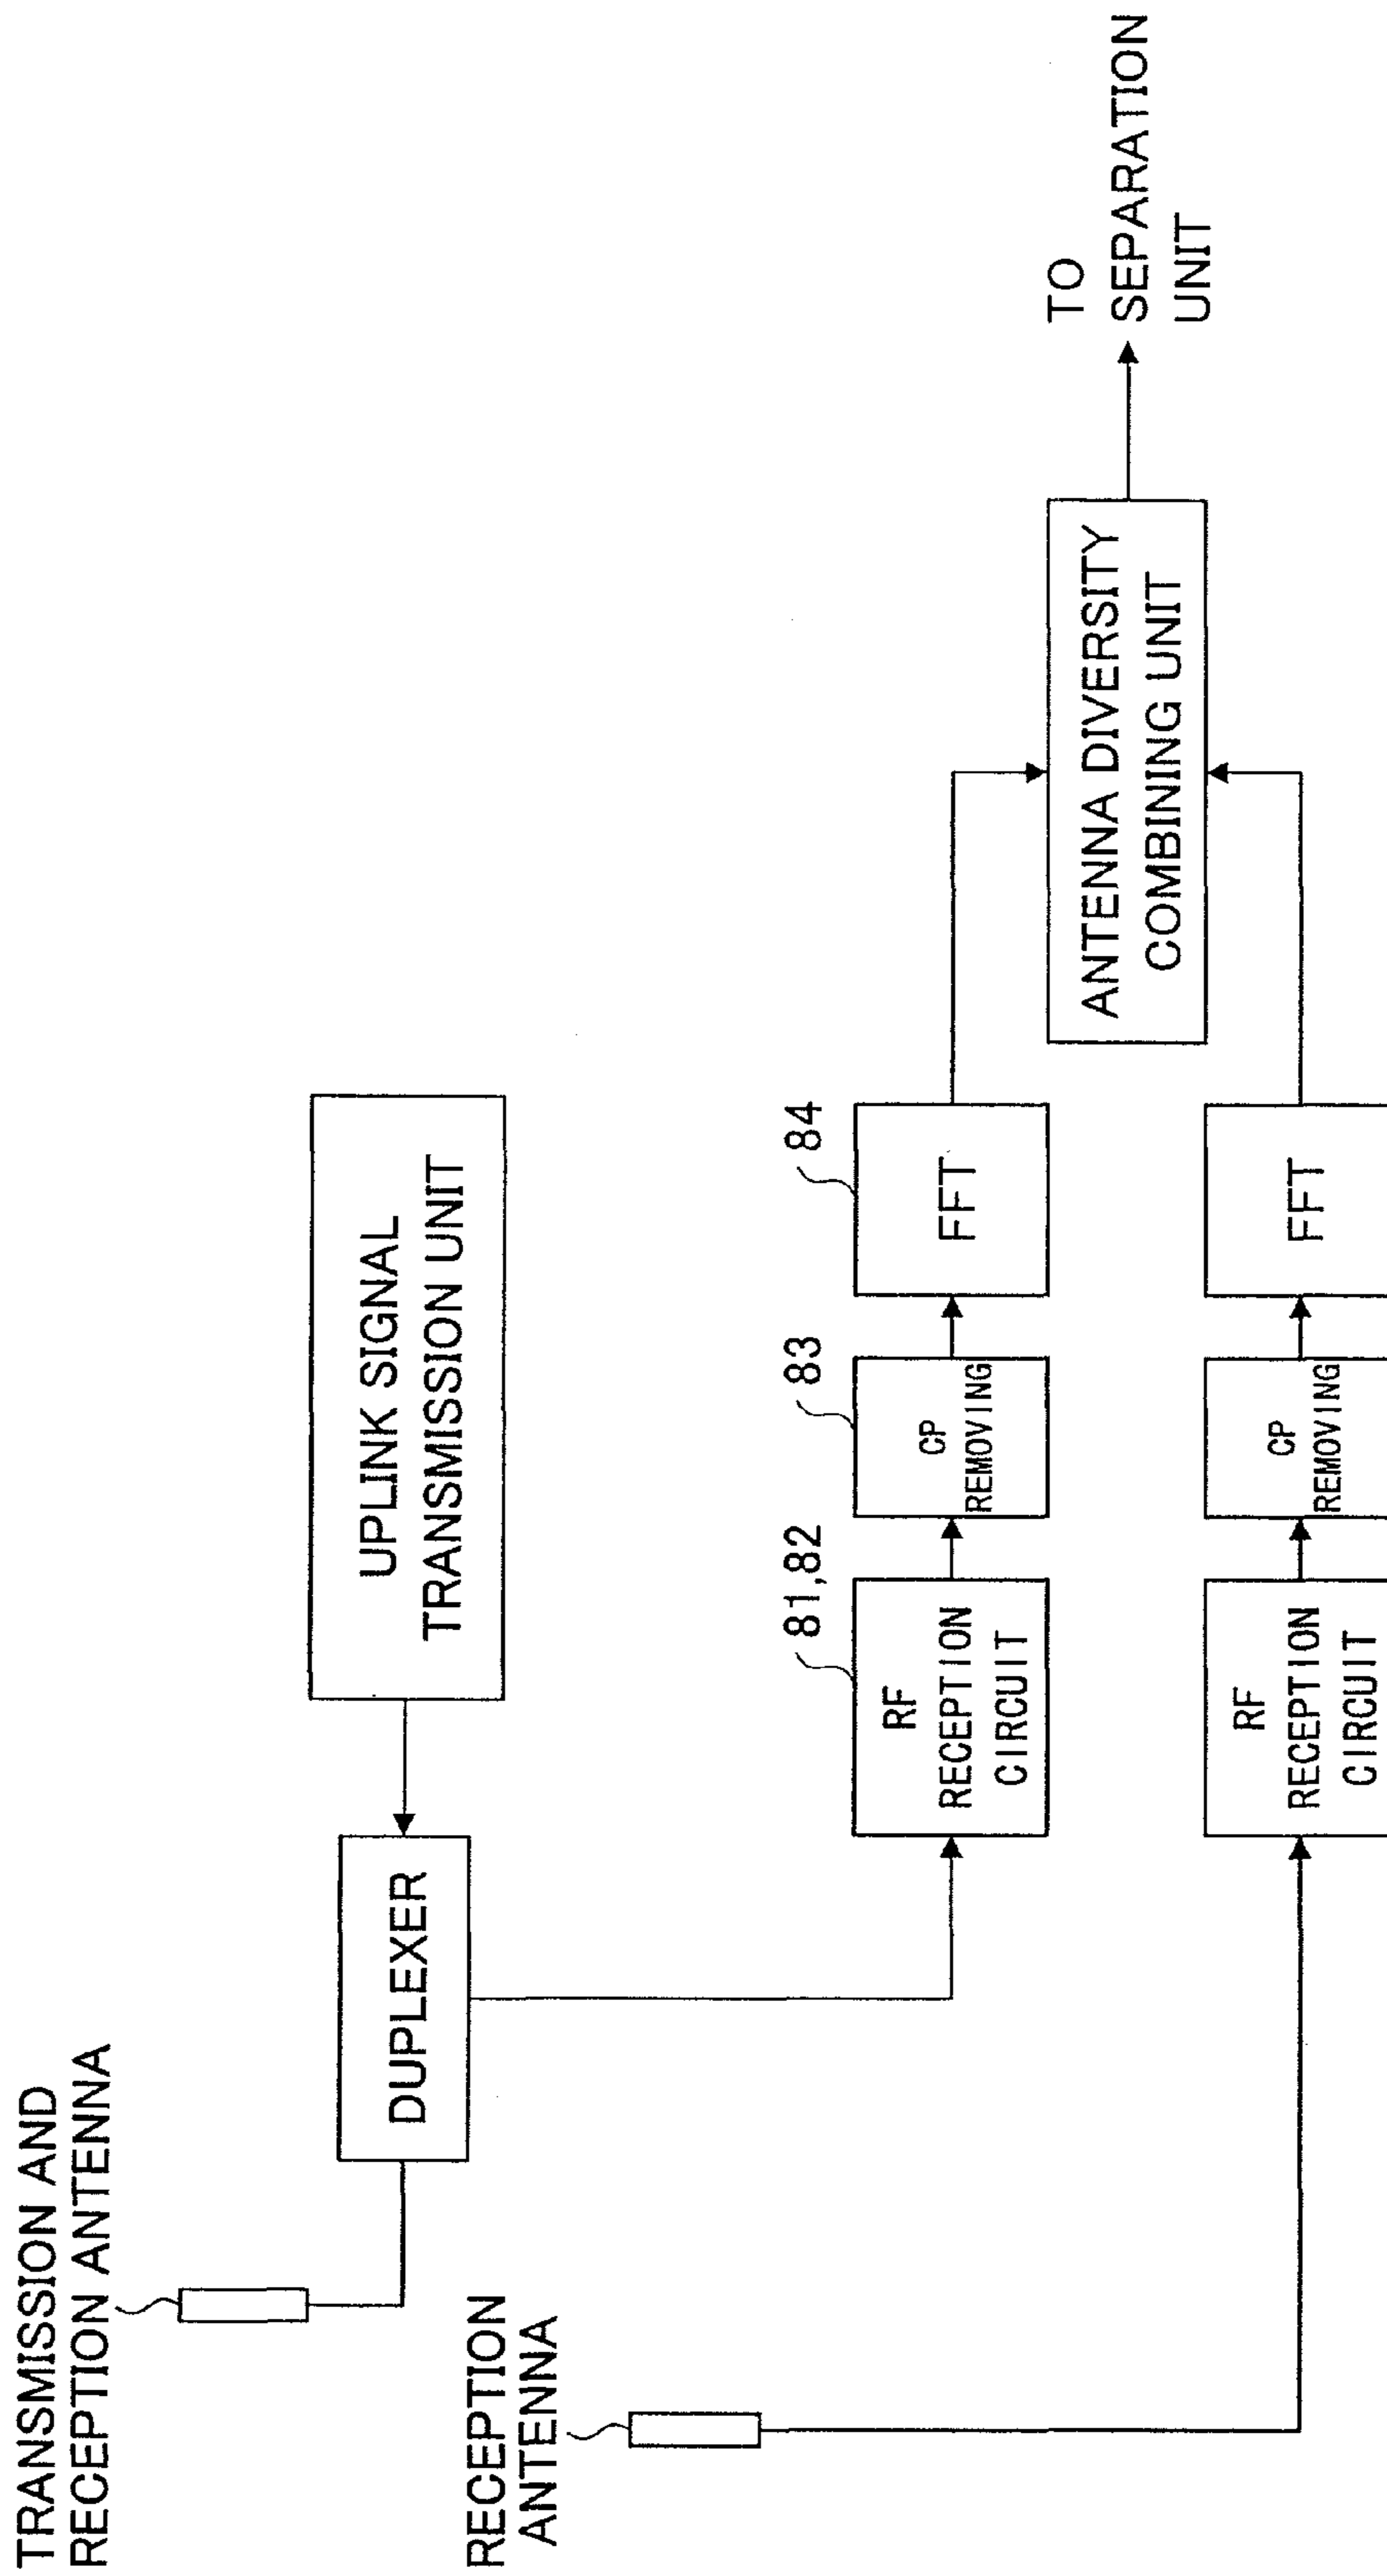 TRANSMISSION AND
RECEPTION ANTENNA
DUPLEXER
UPLINK SIGNAL
TRANSMISSION UNIT
RECEPTION
ANTENNA
81,82
RF
RECEPTION
CIRCUIT
83
CP
REMOVING
84
FFT
RF
RECEPTION
CIRCUIT
CP
REMOVING
FFT
ANTENNA DIVERSITY
COMBINING UNIT
TO
SEPARATION
UNIT